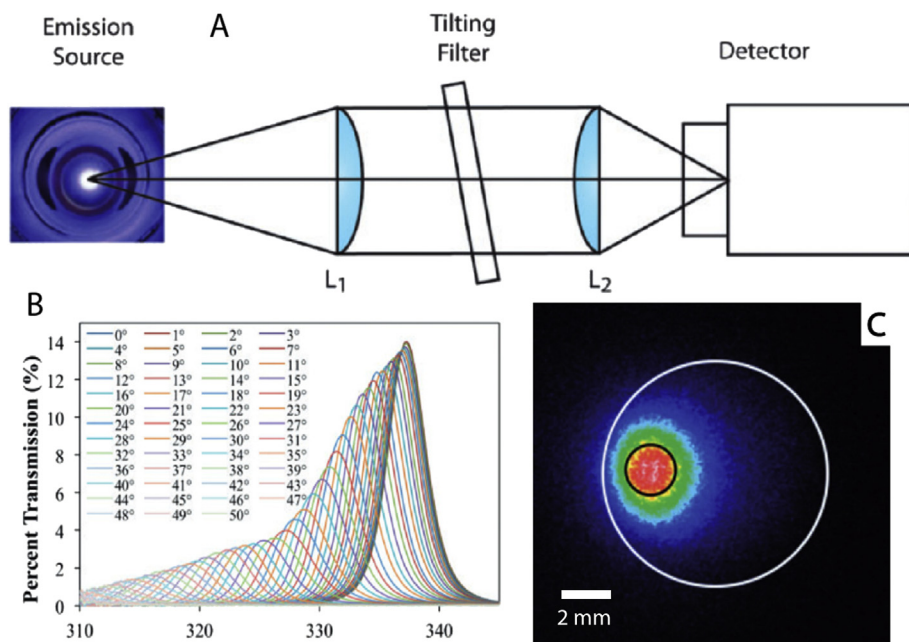 Emission
Source
A
Tilting
Filter
Detector
L1
L2
B
Percent Transmission (%)
14
12
10
8
6
4
2
0
0° 1° 2° 3°
4° 5° 6° 7°
8° 9° 10° 11°
12° 13° 14° 15°
16° 17° 18° 19°
20° 21° 22° 23°
24° 25° 26° 27°
28° 29° 30° 31°
32° 33° 34° 35°
36° 37° 38° 39°
40° 41° 42° 43°
44° 45° 46° 47°
48° 49° 50°
310 320 330 340
C
2 mm